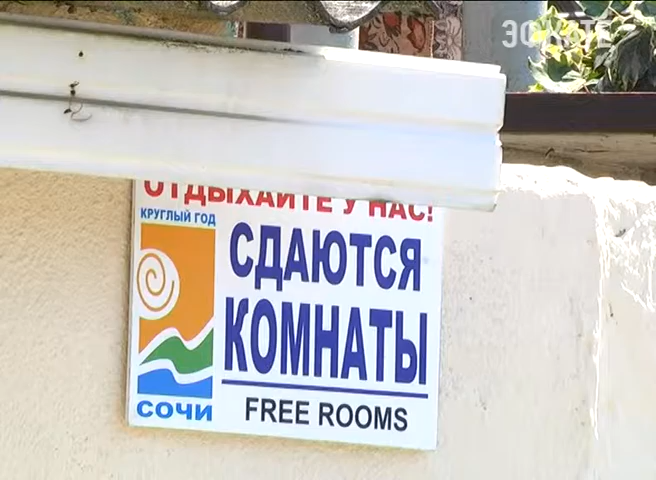 ОТДЫХАЙТЕ У НАС!
КРУГЛЫЙ ГОД
СДАЮТСЯ
КОМНАТЫ
СОЧИ
FREE ROOMS